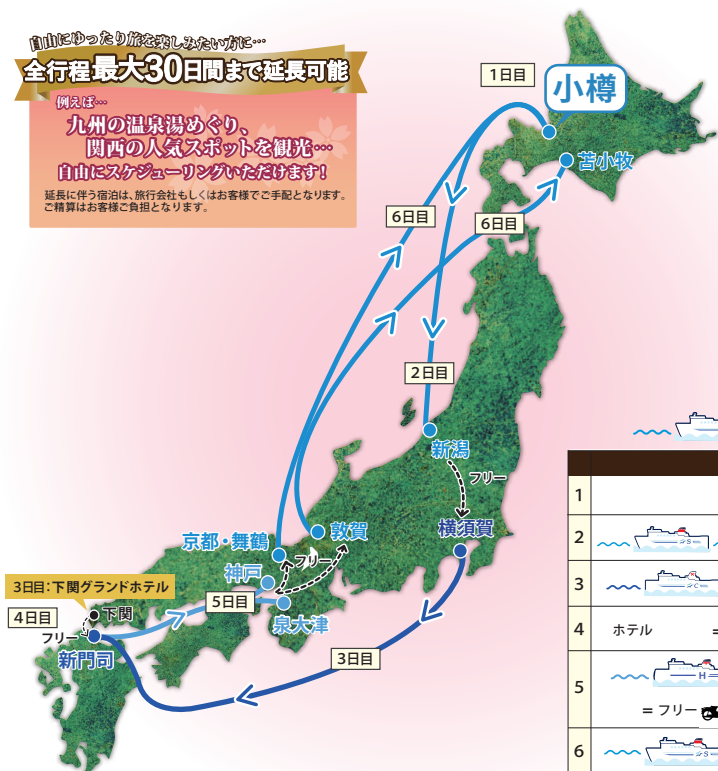 自由にゆったり旅を楽しみたい方に…
全行程最大30日間まで延長可能
例えば…
九州の温泉湯めぐり、
関西の人気スポットを観光…
自由にスケジューリングいただけます!
延長に伴う宿泊は、旅行会社もしくはお客様でご手配となります。
ご精算はお客様ご負担となります。
1日目
小樽
苫小牧
6日目
6日目
2日目
新潟
フリー
横須賀
敦賀
京都・舞鶴
フリー
神戸
泉大津
5日目
3日目:下関グランドホテル
4日目
下関
フリー
新門司
3日目
1
2
S
3
C
4 ホテル =
5
H
= フリー
6
S